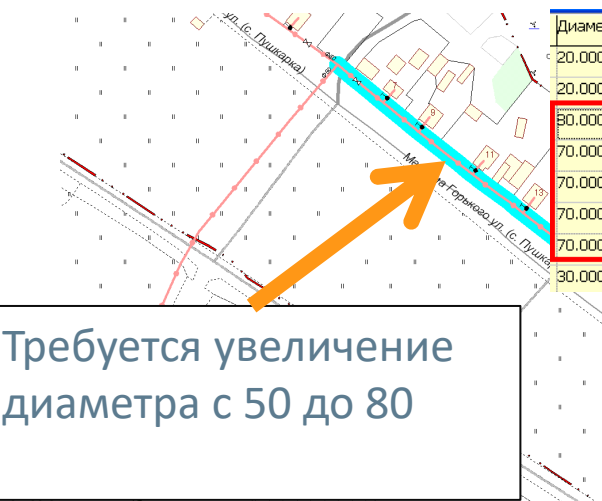 ул. (с. Пушкарка)
Диаме
20.000
20.000
80.000
70.000
70.000
70.000
70.000
30.000
7
9
11
13
Максима Горького ул. (с. Пушка
Требуется увеличение
диаметра с 50 до 80